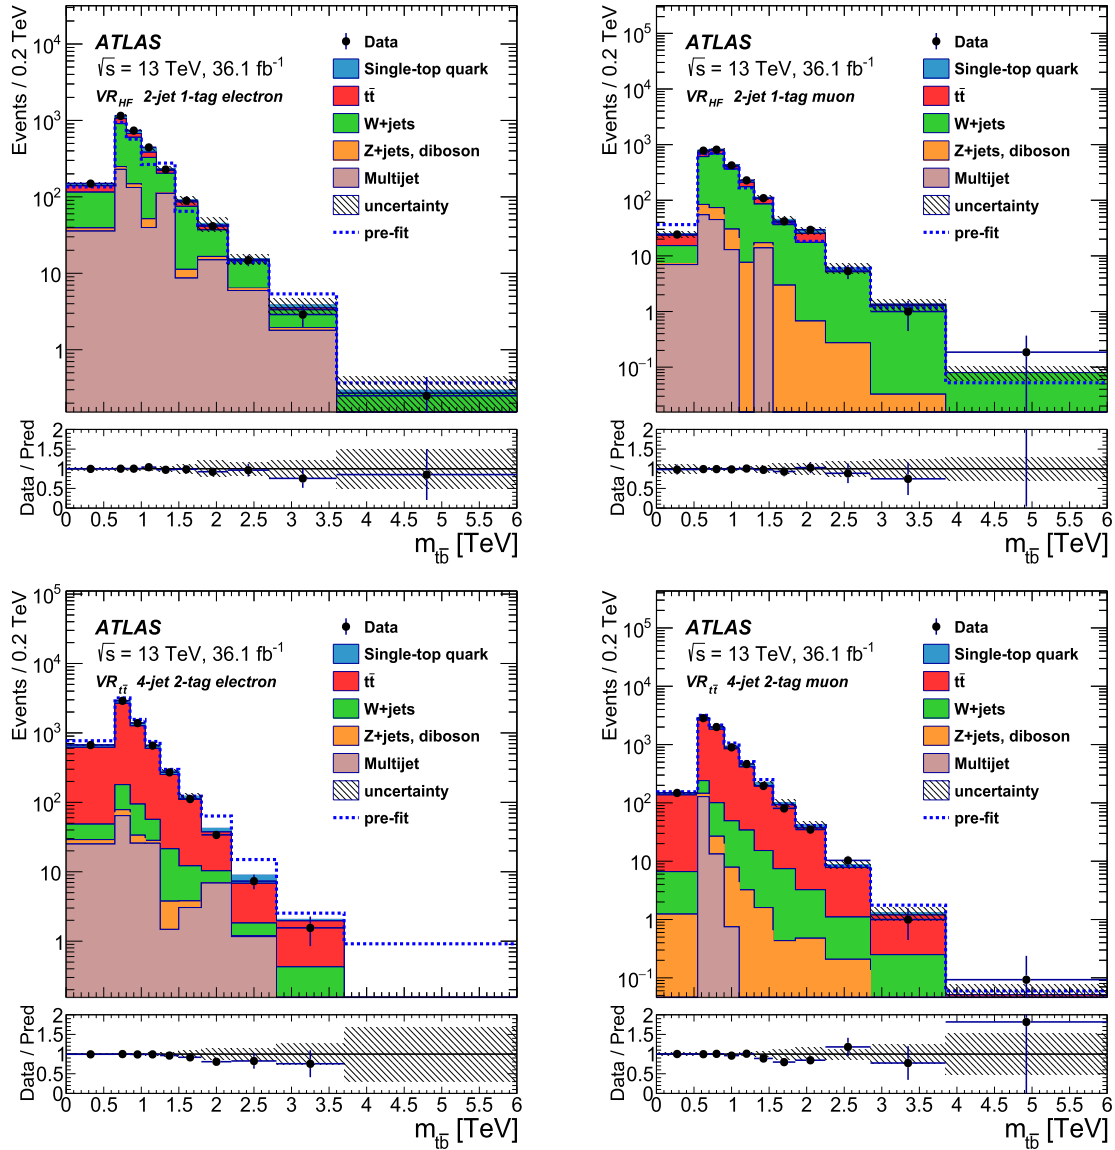 Events / 0.2 TeV
10⁴
10³
10²
10
1
ATLAS
√s = 13 TeV, 36.1 fb⁻¹
VR_HF 2-jet 1-tag electron
Data
Single-top quark
tt̄
W+jets
Z+jets, diboson
Multijet
uncertainty
pre-fit
Data / Pred
2
1.5
1
0.5
0
0 0.5 1 1.5 2 2.5 3 3.5 4 4.5 5 5.5 6
m_tb̄ [TeV]
Events / 0.2 TeV
10⁵
10⁴
10³
10²
10
1
10⁻¹
ATLAS
√s = 13 TeV, 36.1 fb⁻¹
VR_HF 2-jet 1-tag muon
Data
Single-top quark
tt̄
W+jets
Z+jets, diboson
Multijet
uncertainty
pre-fit
Data / Pred
2
1.5
1
0.5
0
0 0.5 1 1.5 2 2.5 3 3.5 4 4.5 5 5.5 6
m_tb̄ [TeV]
Events / 0.2 TeV
10⁵
10⁴
10³
10²
10
1
ATLAS
√s = 13 TeV, 36.1 fb⁻¹
VR_tt̄ 4-jet 2-tag electron
Data
Single-top quark
tt̄
W+jets
Z+jets, diboson
Multijet
uncertainty
pre-fit
Data / Pred
2
1.5
1
0.5
0
0 0.5 1 1.5 2 2.5 3 3.5 4 4.5 5 5.5 6
m_tb̄ [TeV]
Events / 0.2 TeV
10⁵
10⁴
10³
10²
10
1
10⁻¹
ATLAS
√s = 13 TeV, 36.1 fb⁻¹
VR_tt̄ 4-jet 2-tag muon
Data
Single-top quark
tt̄
W+jets
Z+jets, diboson
Multijet
uncertainty
pre-fit
Data / Pred
2
1.5
1
0.5
0
0 0.5 1 1.5 2 2.5 3 3.5 4 4.5 5 5.5 6
m_tb̄ [TeV]